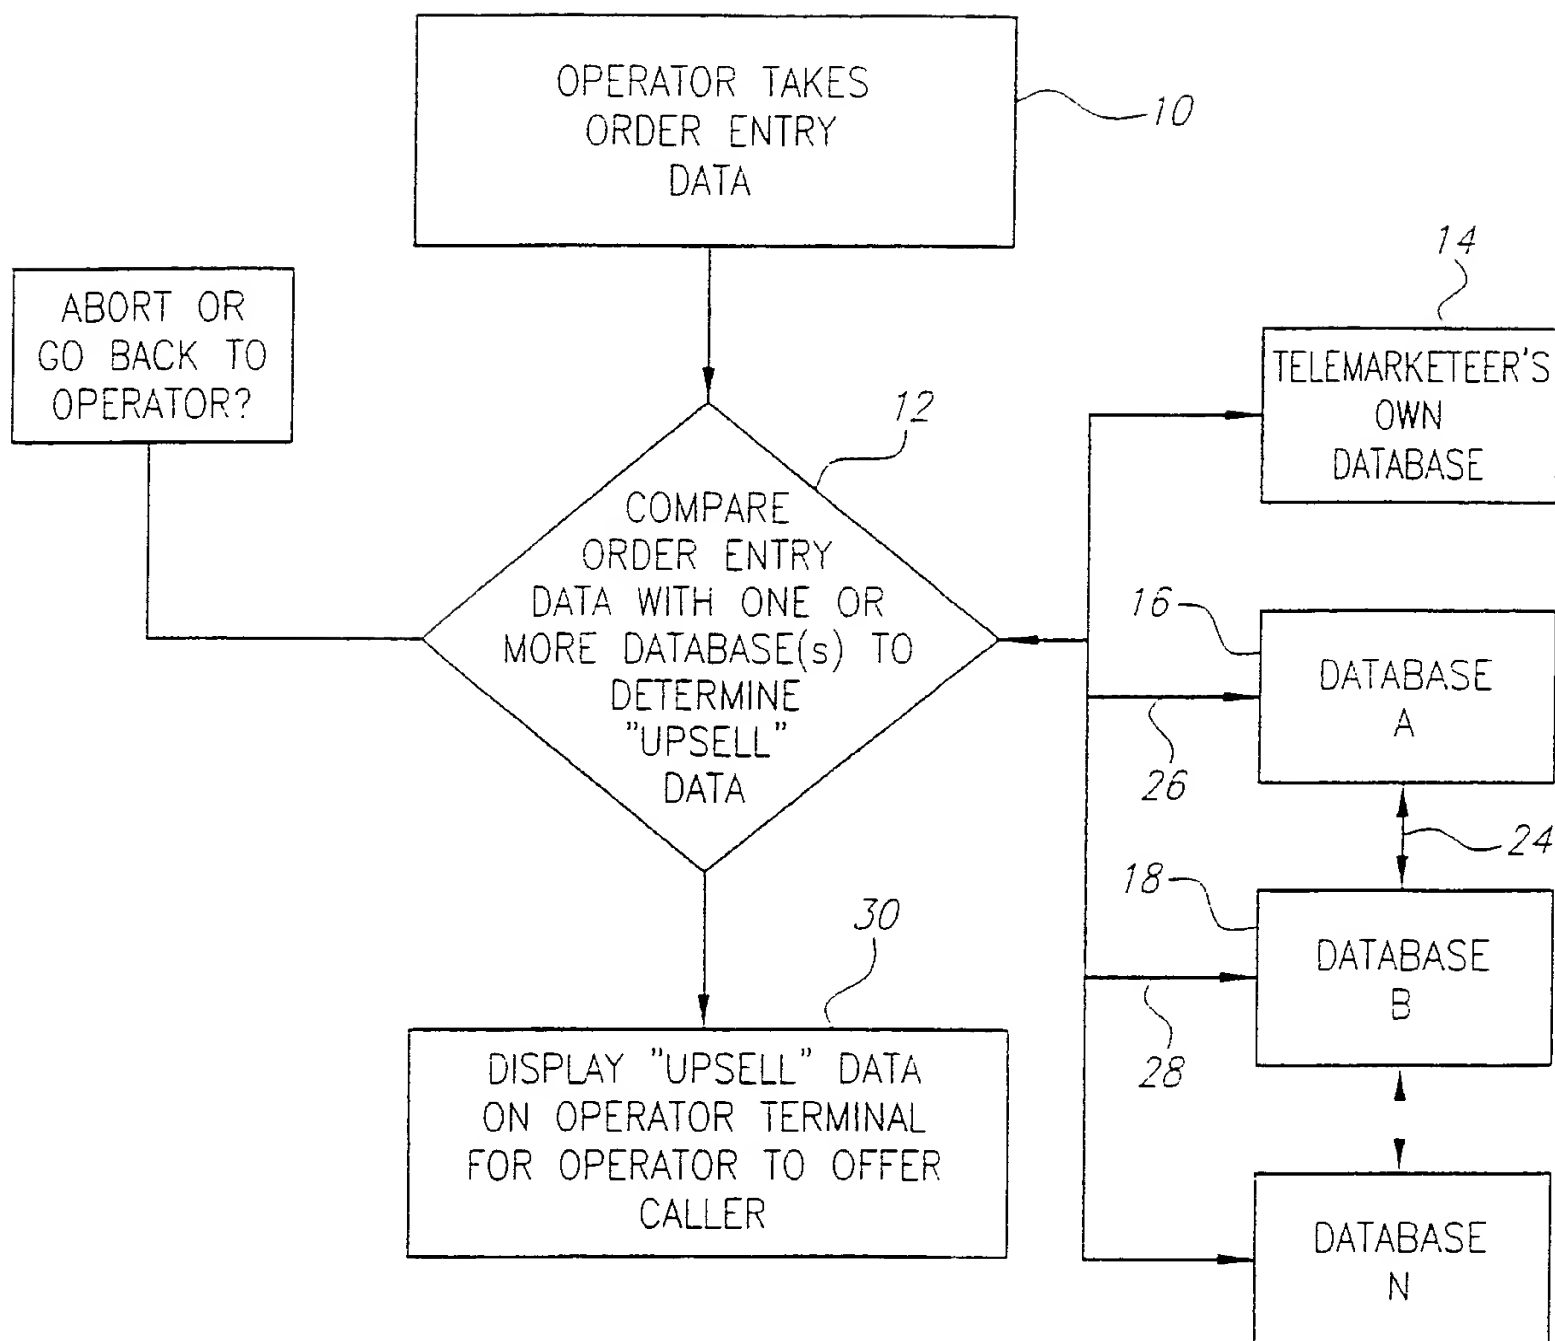 OPERATOR TAKES
ORDER ENTRY
DATA
10
ABORT OR
GO BACK TO
OPERATOR?
12
COMPARE
ORDER ENTRY
DATA WITH ONE OR
MORE DATABASE(s) TO
DETERMINE
"UPSELL"
DATA
14
TELEMARKETEER'S
OWN
DATABASE
16
DATABASE
A
26
24
18
DATABASE
B
28
30
DISPLAY "UPSELL" DATA
ON OPERATOR TERMINAL
FOR OPERATOR TO OFFER
CALLER
DATABASE
N